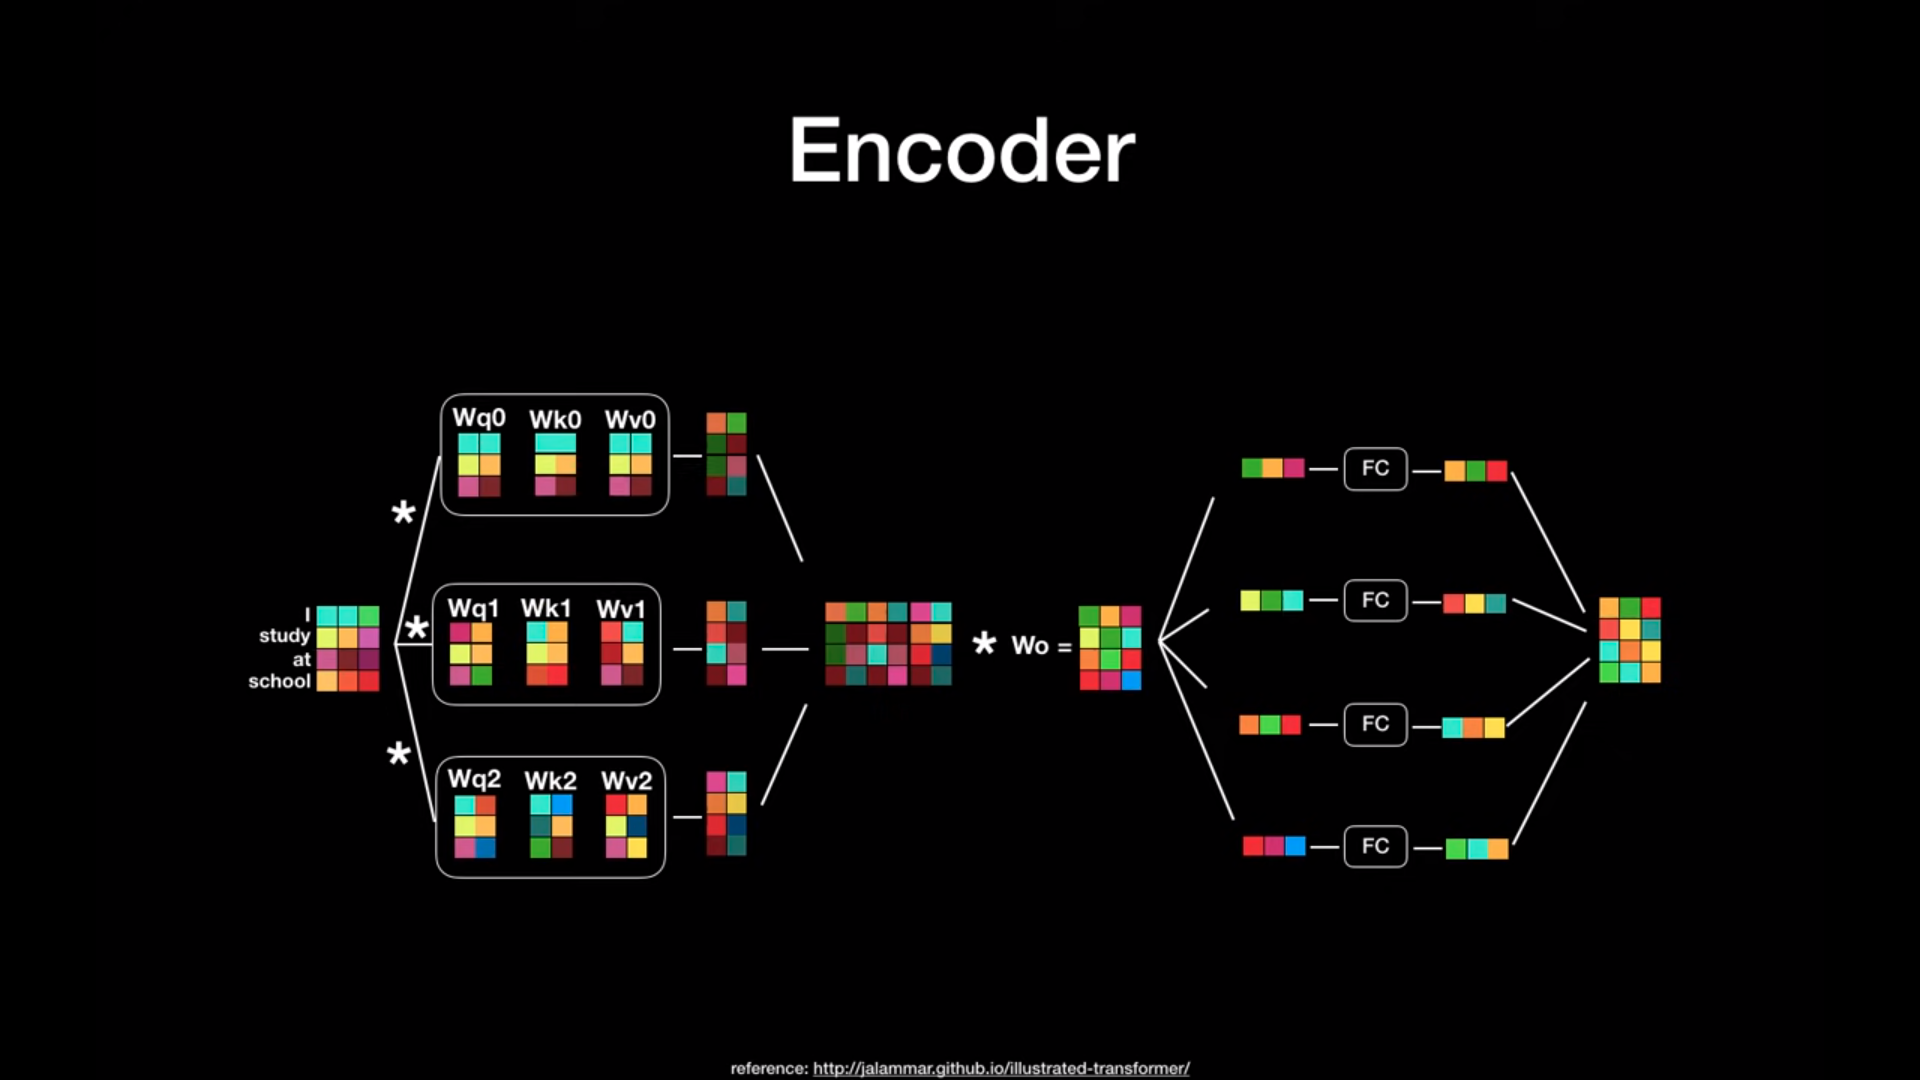 Encoder
Wq0 Wk0 Wv0
*
I
study
at
school
*
Wq1 Wk1 Wv1
*
Wq2 Wk2 Wv2
* Wo =
FC
FC
FC
FC
reference: http://jalammar.github.io/illustrated-transformer/